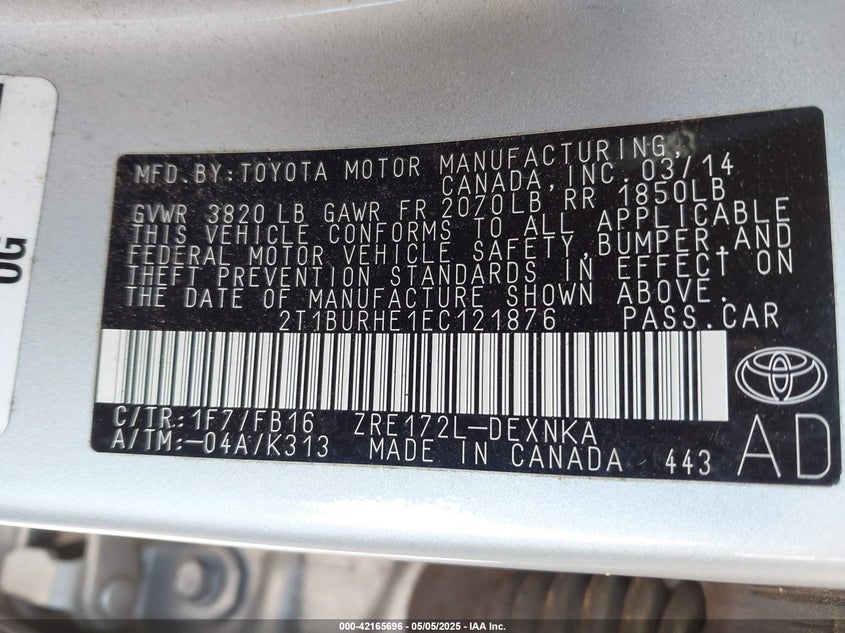 OG
MFD.BY:TOYOTA MOTOR MANUFACTURING,
CANADA, INC. 03/14
GVWR 3820 LB GAWR FR 2070LB RR 1850LB
THIS VEHICLE CONFORMS TO ALL APPLICABLE
FEDERAL MOTOR VEHICLE SAFETY, BUMPER, AND
THEFT PREVENTION STANDARDS IN EFFECT ON
THE DATE OF MANUFACTURE SHOWN ABOVE.
2T1BURHE1EC121876 PASS.CAR
C/TR:1F7/FB16 ZRE172L-DEXNKA
A/TM:-04A/K313 MADE IN CANADA 443
AD
000-42165696 - 05/05/2025 - IAA Inc.